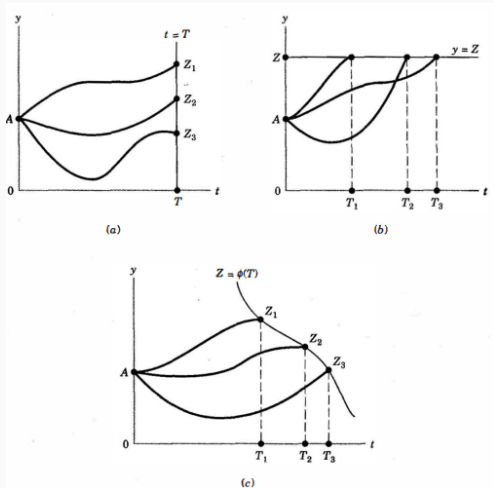 y
t = T
Z₁
Z₂
A
Z₃
0
T
t
(a)
y
Z
y = Z
A
0
T₁
T₂
T₃
t
(b)
y
Z = ϕ(T)
Z₁
Z₂
Z₃
A
0
T₁
T₂
T₃
t
(c)